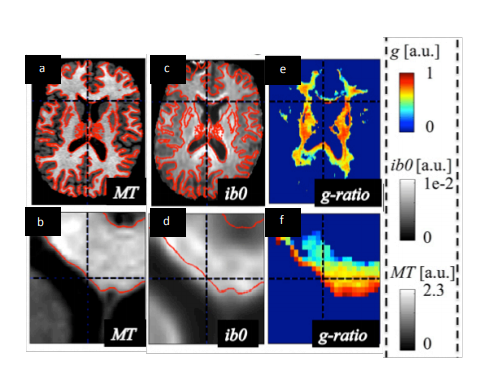 a
MT
c
ib0
e
g-ratio
b
MT
d
ib0
f
g-ratio
g [a.u.]
1
0
ib0 [a.u.]
1e-2
0
MT [a.u.]
2.3
0